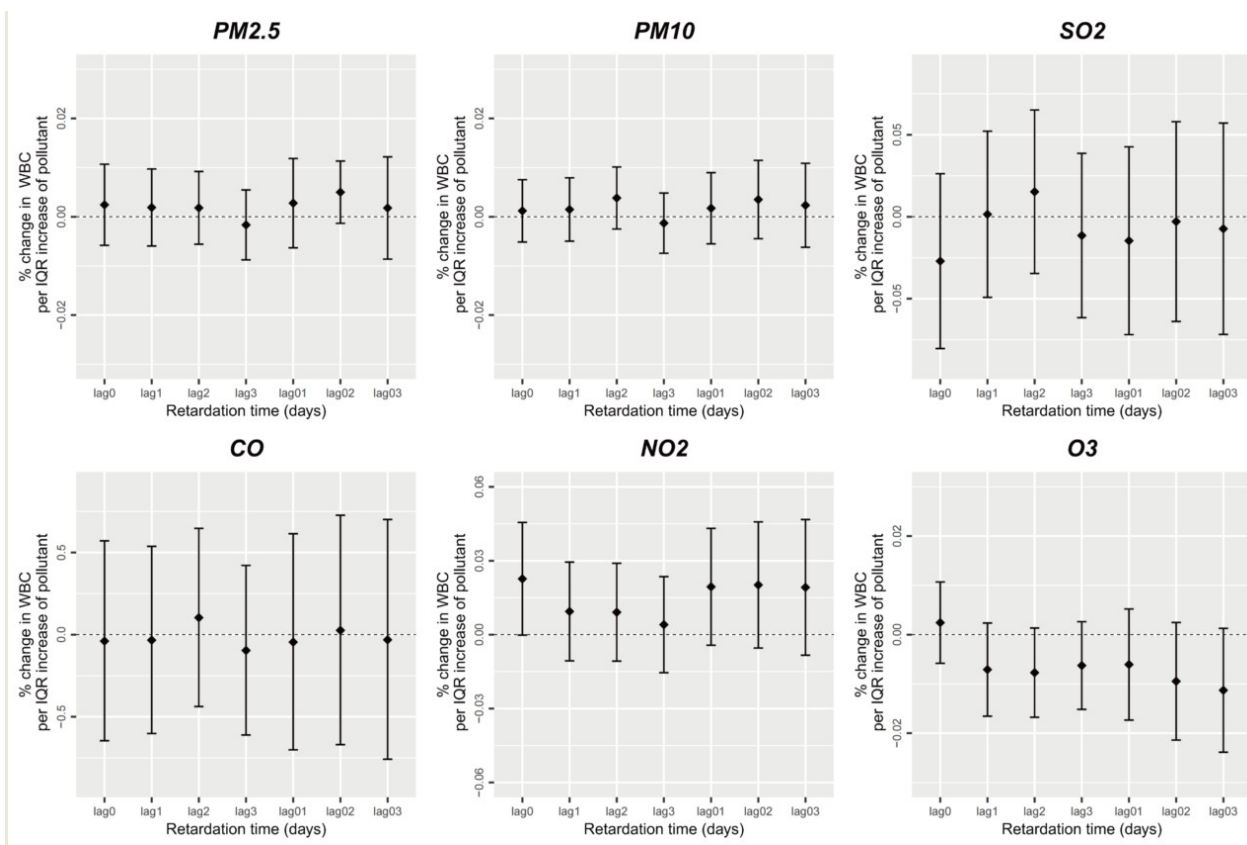 PM2.5
% change in WBC
per IQR increase of pollutant
0.02
0.00
−0.02
lag0 lag1 lag2 lag3 lag01 lag02 lag03
Retardation time (days)
PM10
% change in WBC
per IQR increase of pollutant
0.02
0.00
−0.02
lag0 lag1 lag2 lag3 lag01 lag02 lag03
Retardation time (days)
SO2
% change in WBC
per IQR increase of pollutant
0.05
0.00
−0.05
lag0 lag1 lag2 lag3 lag01 lag02 lag03
Retardation time (days)
CO
% change in WBC
per IQR increase of pollutant
0.5
0.0
−0.5
lag0 lag1 lag2 lag3 lag01 lag02 lag03
Retardation time (days)
NO2
% change in WBC
per IQR increase of pollutant
0.06
0.03
0.00
−0.03
−0.06
lag0 lag1 lag2 lag3 lag01 lag02 lag03
Retardation time (days)
O3
% change in WBC
per IQR increase of pollutant
0.02
0.00
−0.02
lag0 lag1 lag2 lag3 lag01 lag02 lag03
Retardation time (days)